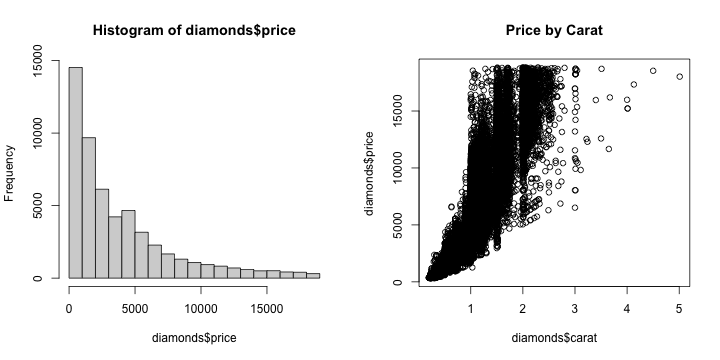 Histogram of diamonds$price
Frequency
0
5000
10000
15000
0
5000
10000
15000
diamonds$price
Price by Carat
diamonds$price
0
5000
10000
15000
1
2
3
4
5
diamonds$carat